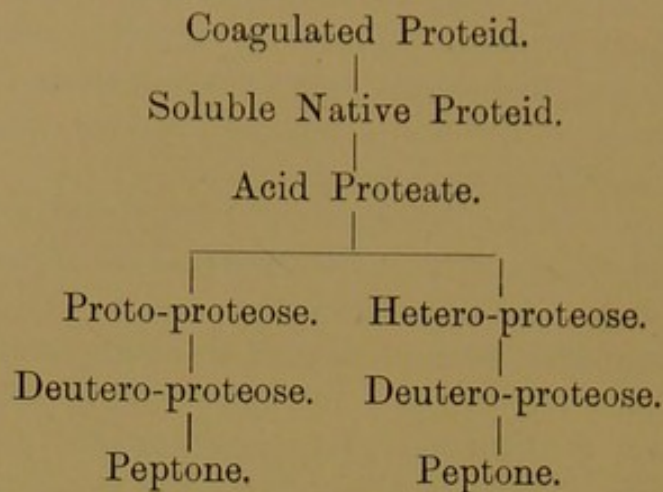 Coagulated Proteid.
Soluble Native Proteid.
Acid Proteate.
Proto-proteose. Hetero-proteose.
Deutero-proteose. Deutero-proteose.
Peptone. Peptone.